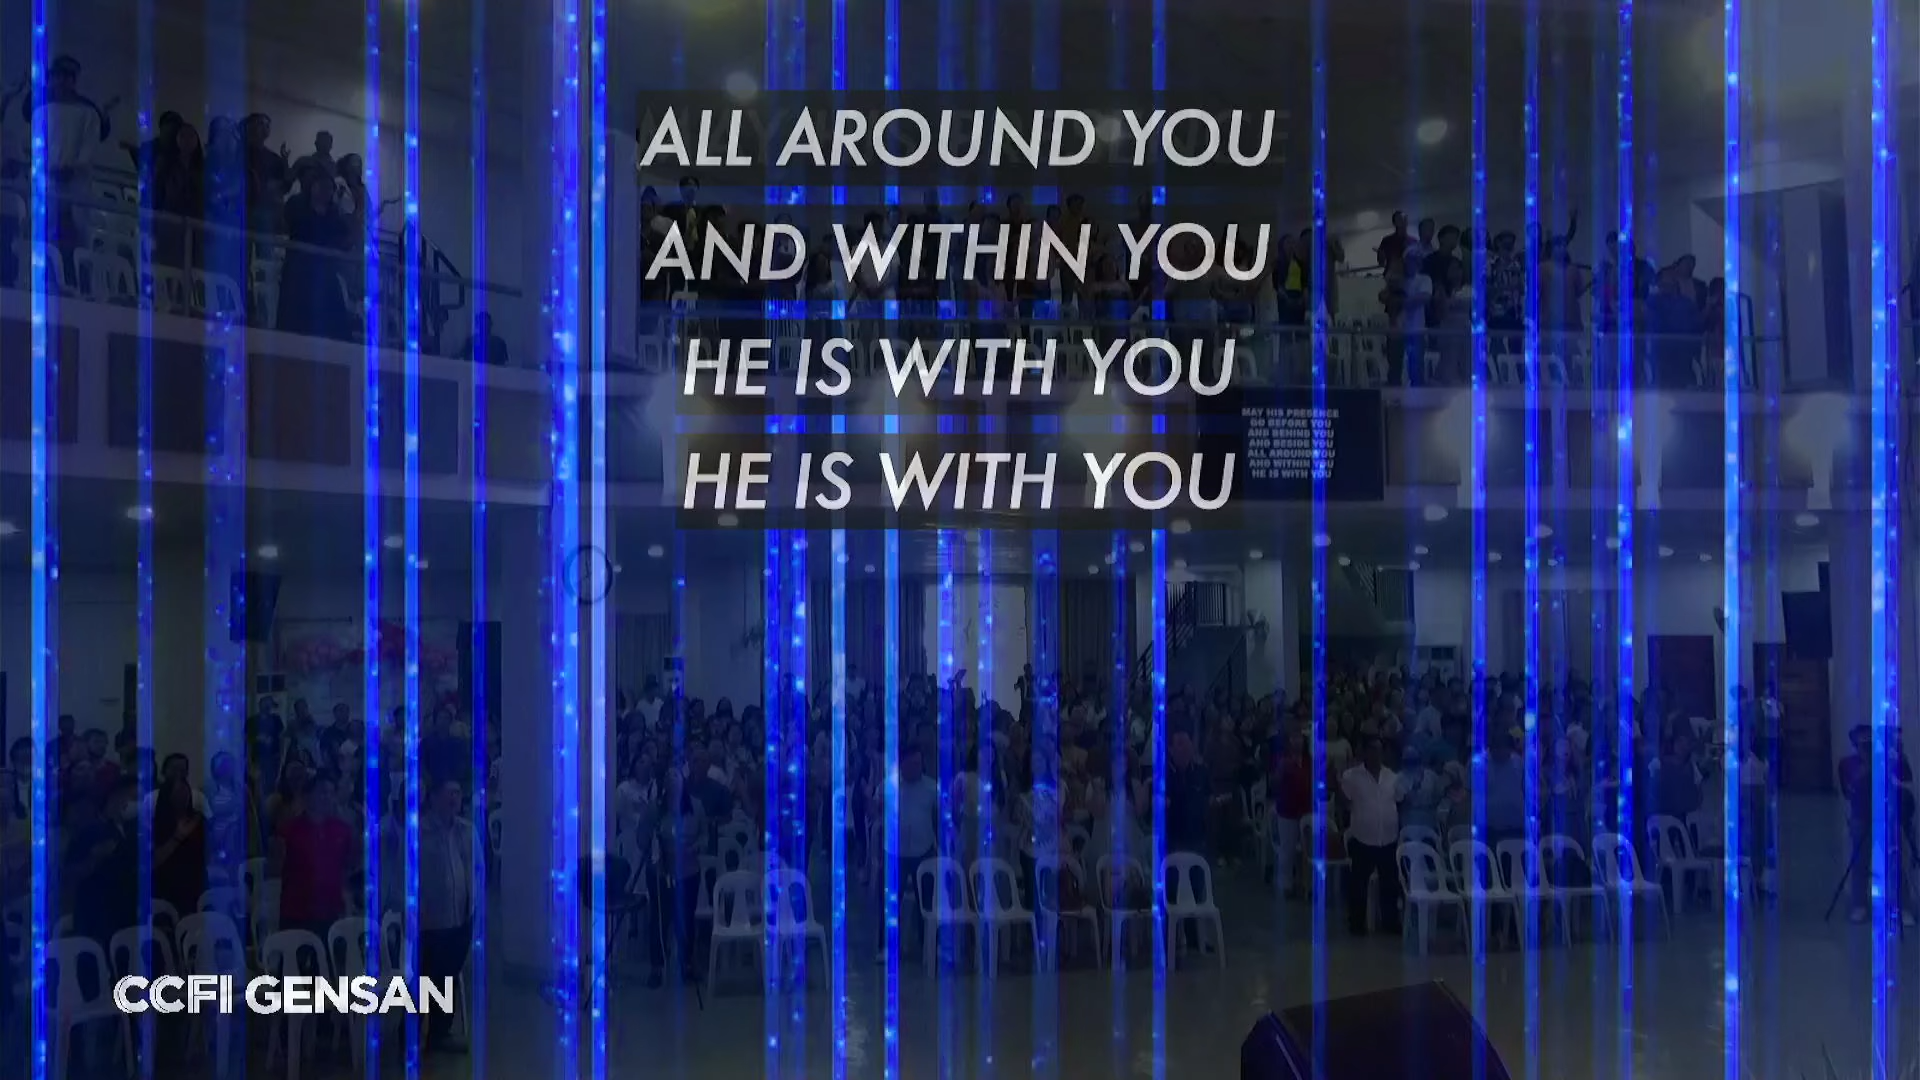 ALL AROUND YOU
AND WITHIN YOU
HE IS WITH YOU
HE IS WITH YOU
MAY HIS PRESENCE
GO BEFORE YOU
AND BEHIND YOU
AND BESIDE YOU
ALL AROUND YOU
AND WITHIN YOU
HE IS WITH YOU
CCFI GENSAN